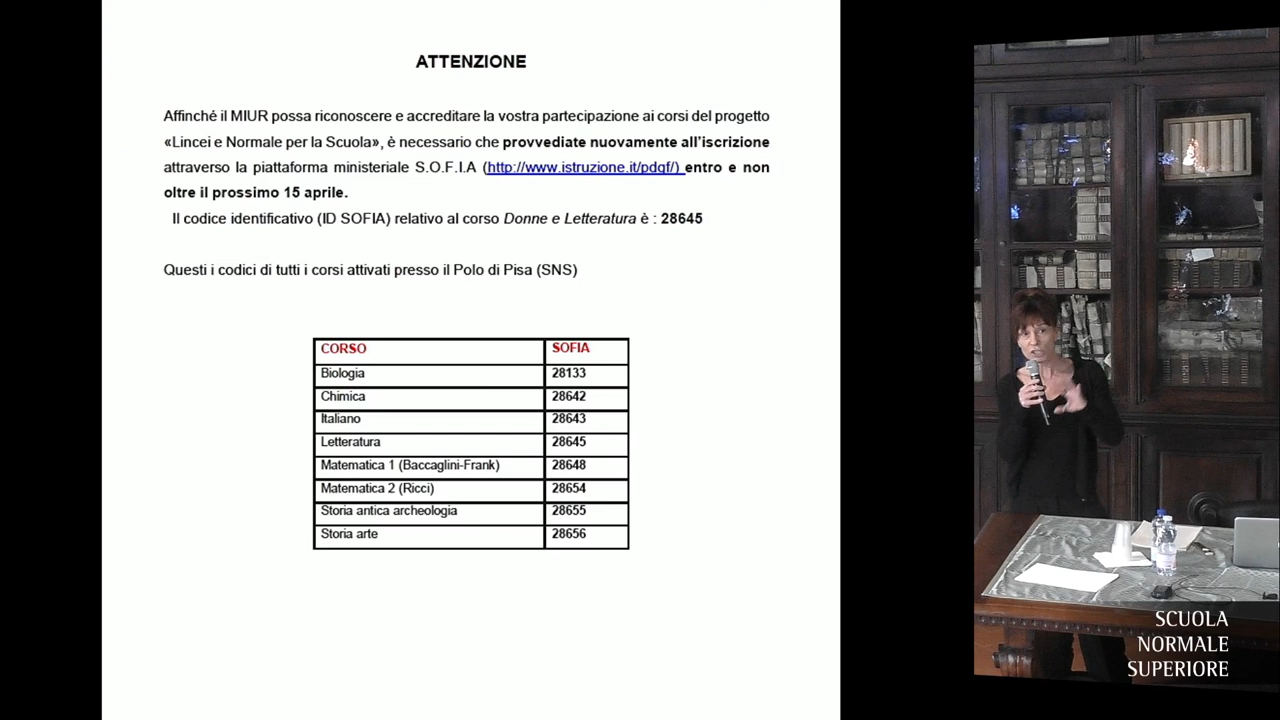 ATTENZIONE
Affinché il MIUR possa riconoscere e accreditare la vostra partecipazione ai corsi del progetto
«Lincei e Normale per la Scuola», è necessario che provvediate nuovamente all'iscrizione
attraverso la piattaforma ministeriale S.O.F.I.A (http://www.istruzione.it/pdgf/) entro e non
oltre il prossimo 15 aprile.
Il codice identificativo (ID SOFIA) relativo al corso Donne e Letteratura è : 28645
Questi i codici di tutti i corsi attivati presso il Polo di Pisa (SNS)
CORSO SOFIA
Biologia 28133
Chimica 28642
Italiano 28643
Letteratura 28645
Matematica 1 (Baccaglini-Frank) 28648
Matematica 2 (Ricci) 28654
Storia antica archeologia 28655
Storia arte 28656
SCUOLA
NORMALE
SUPERIORE